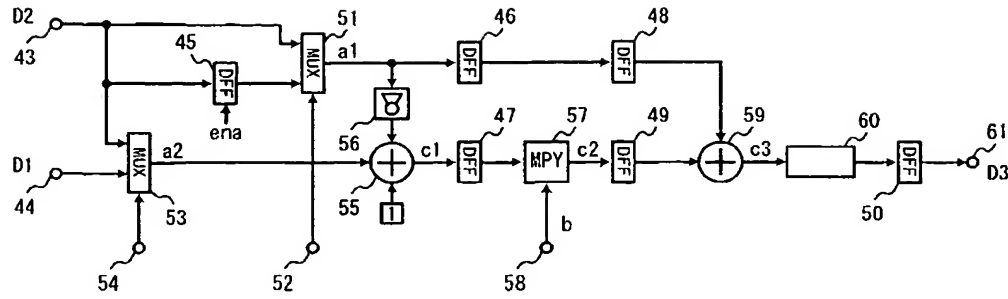 D2
43
45
DFF
ena
MUX
51
a1
46
DFF
48
DFF
56
D1
44
MUX
a2
53
54
52
55
1
c1
47
DFF
57
MPY
c2
b
58
49
DFF
59
c3
60
DFF
50
61
D3